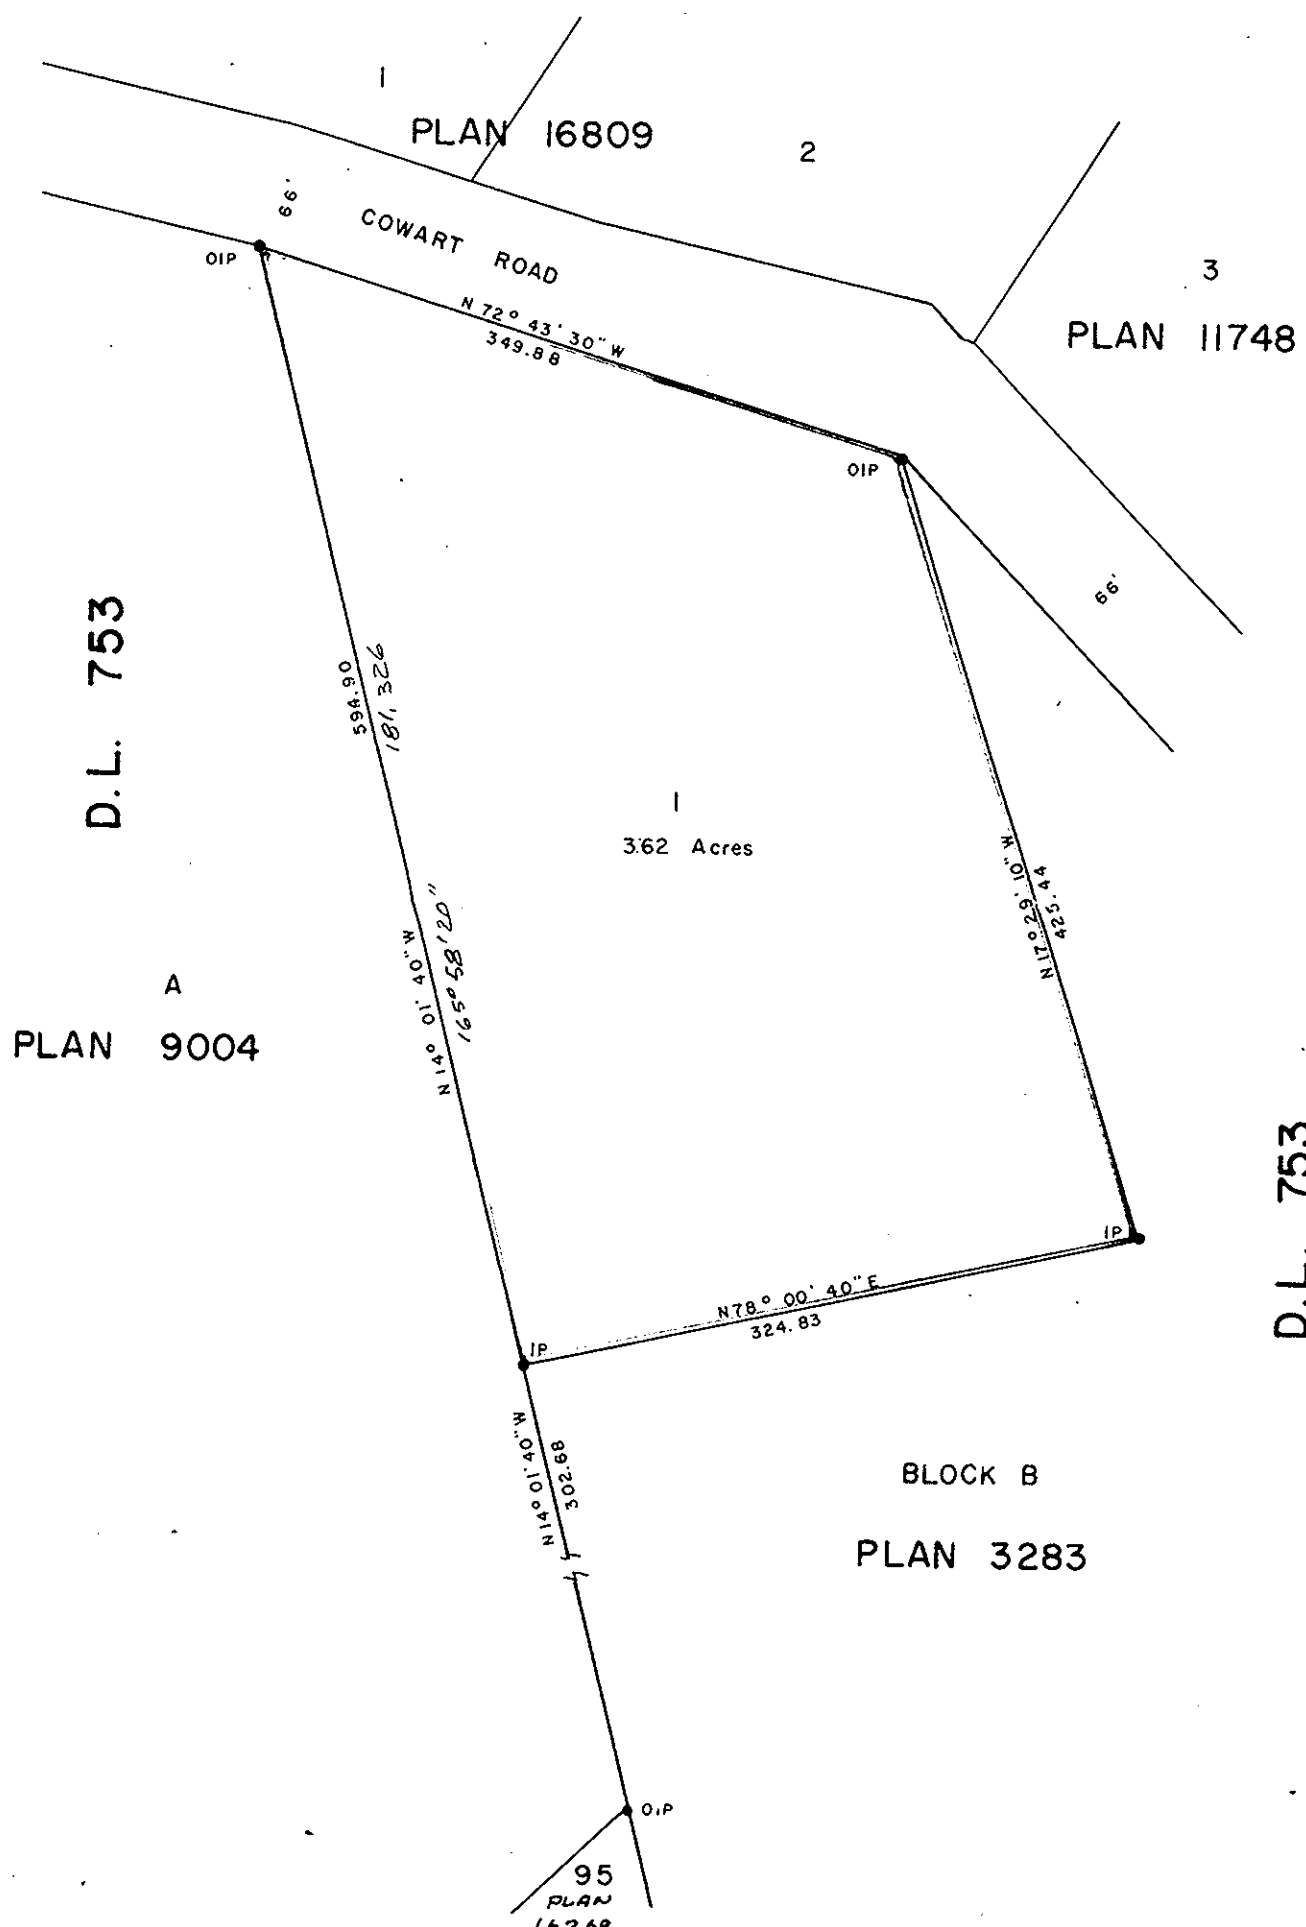 1
PLAN 16809
2
66'
COWART ROAD
3
PLAN 11748
OIP
N 72° 43' 30" W
349.88
OIP
66'
D.L. 753
594.90
181.326
1
3.62 Acres
N 17° 29' 10" W
425.44
N 14° 01' 40" W
165° 58' 20"
A
PLAN 9004
D.L. 753
IP
N78° 00' 40" E
324.83
IP
N14° 01' 40" W
302.68
BLOCK B
PLAN 3283
OIP
95
PLAN